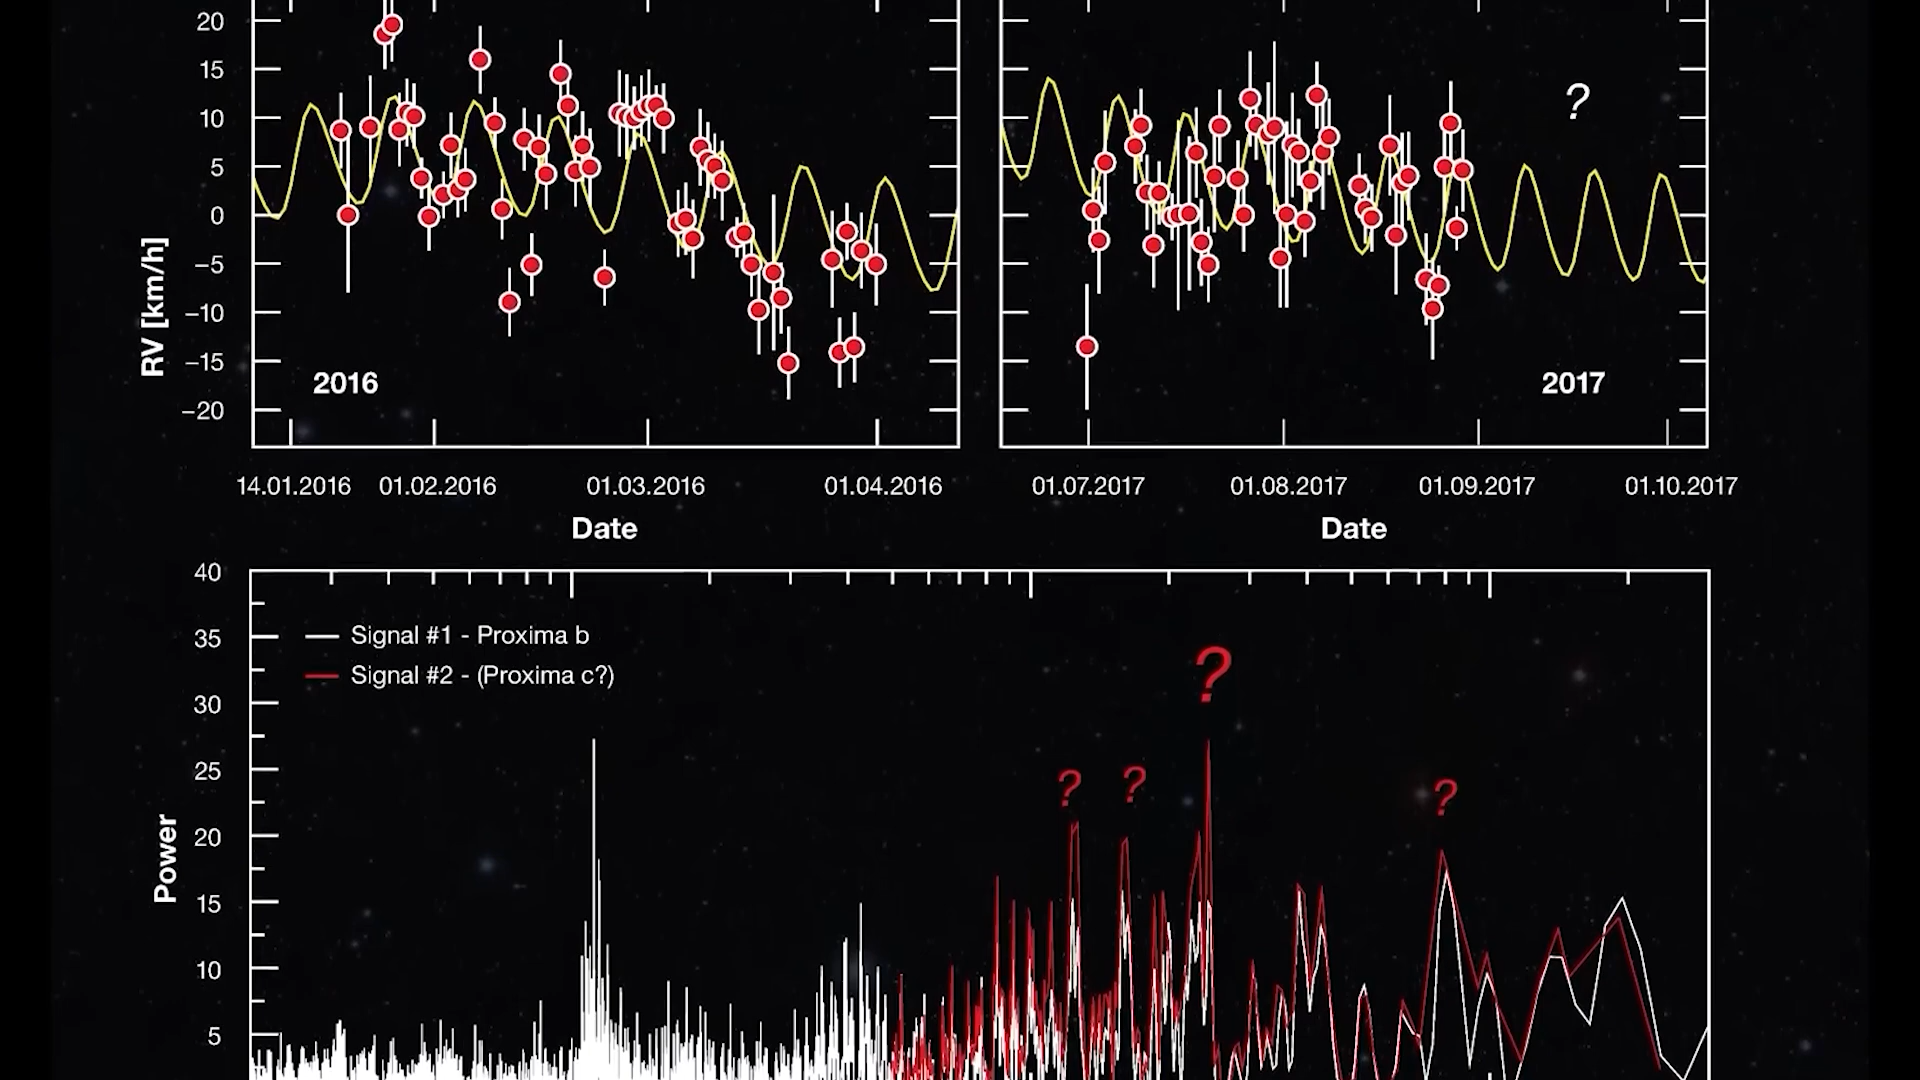 20
15
10
5
0
−5
−10
−15
−20
RV [km/h]
2016
?
2017
14.01.2016 01.02.2016 01.03.2016 01.04.2016
01.07.2017 01.08.2017 01.09.2017 01.10.2017
Date
Date
40
35
30
25
20
15
10
5
Power
Signal #1 - Proxima b
Signal #2 - (Proxima c?)
?
? ?
?